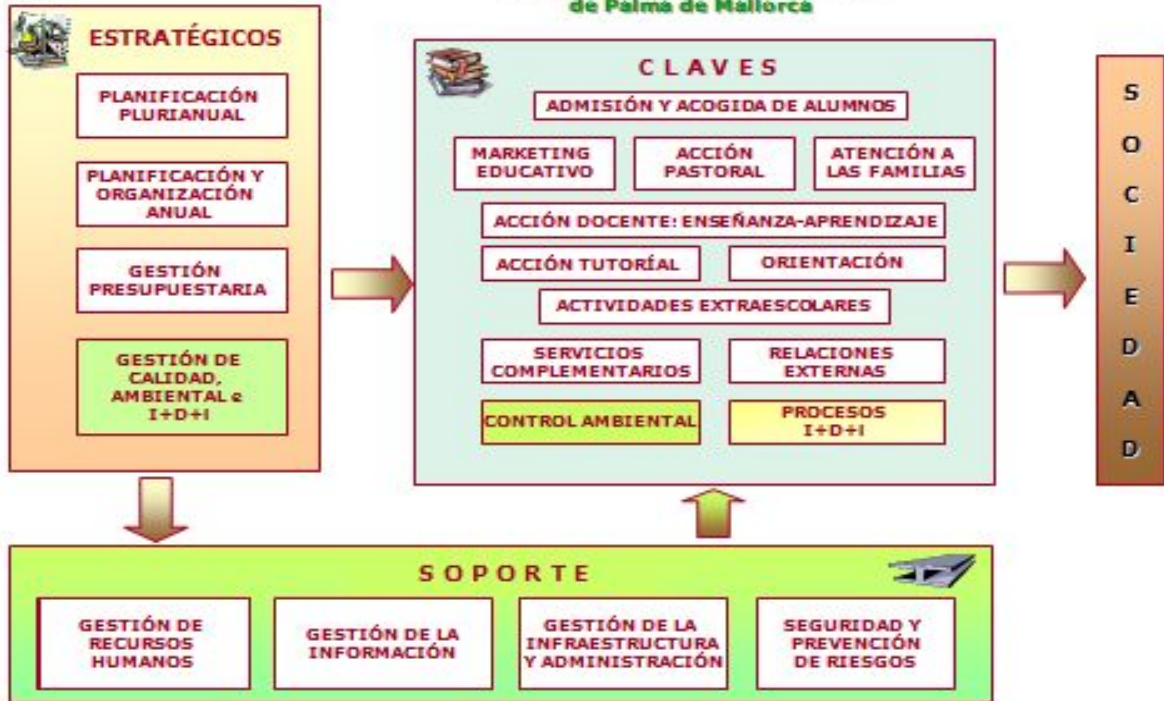 de Palma de Mallorca
ESTRATÉGICOS
PLANIFICACIÓN
PLURIANUAL
PLANIFICACIÓN Y
ORGANIZACIÓN
ANUAL
GESTIÓN
PRESUPUESTARIA
GESTIÓN DE
CALIDAD,
AMBIENTAL e
I+D+I
CLAVES
ADMISIÓN Y ACOGIDA DE ALUMNOS
MARKETING
EDUCATIVO
ACCIÓN
PASTORAL
ATENCIÓN A
LAS FAMILIAS
ACCIÓN DOCENTE: ENSEÑANZA-APRENDIZAJE
ACCIÓN TUTORÍAL
ORIENTACIÓN
ACTIVIDADES EXTRAESCOLARES
SERVICIOS
COMPLEMENTARIOS
RELACIONES
EXTERNAS
CONTROL AMBIENTAL
PROCESOS
I+D+I
SOCIEDAD
SOPORTE
GESTIÓN DE
RECURSOS
HUMANOS
GESTIÓN DE LA
INFORMACIÓN
GESTIÓN DE LA
INFRAESTRUCTURA
Y ADMINISTRACIÓN
SEGURIDAD Y
PREVENCIÓN
DE RIESGOS